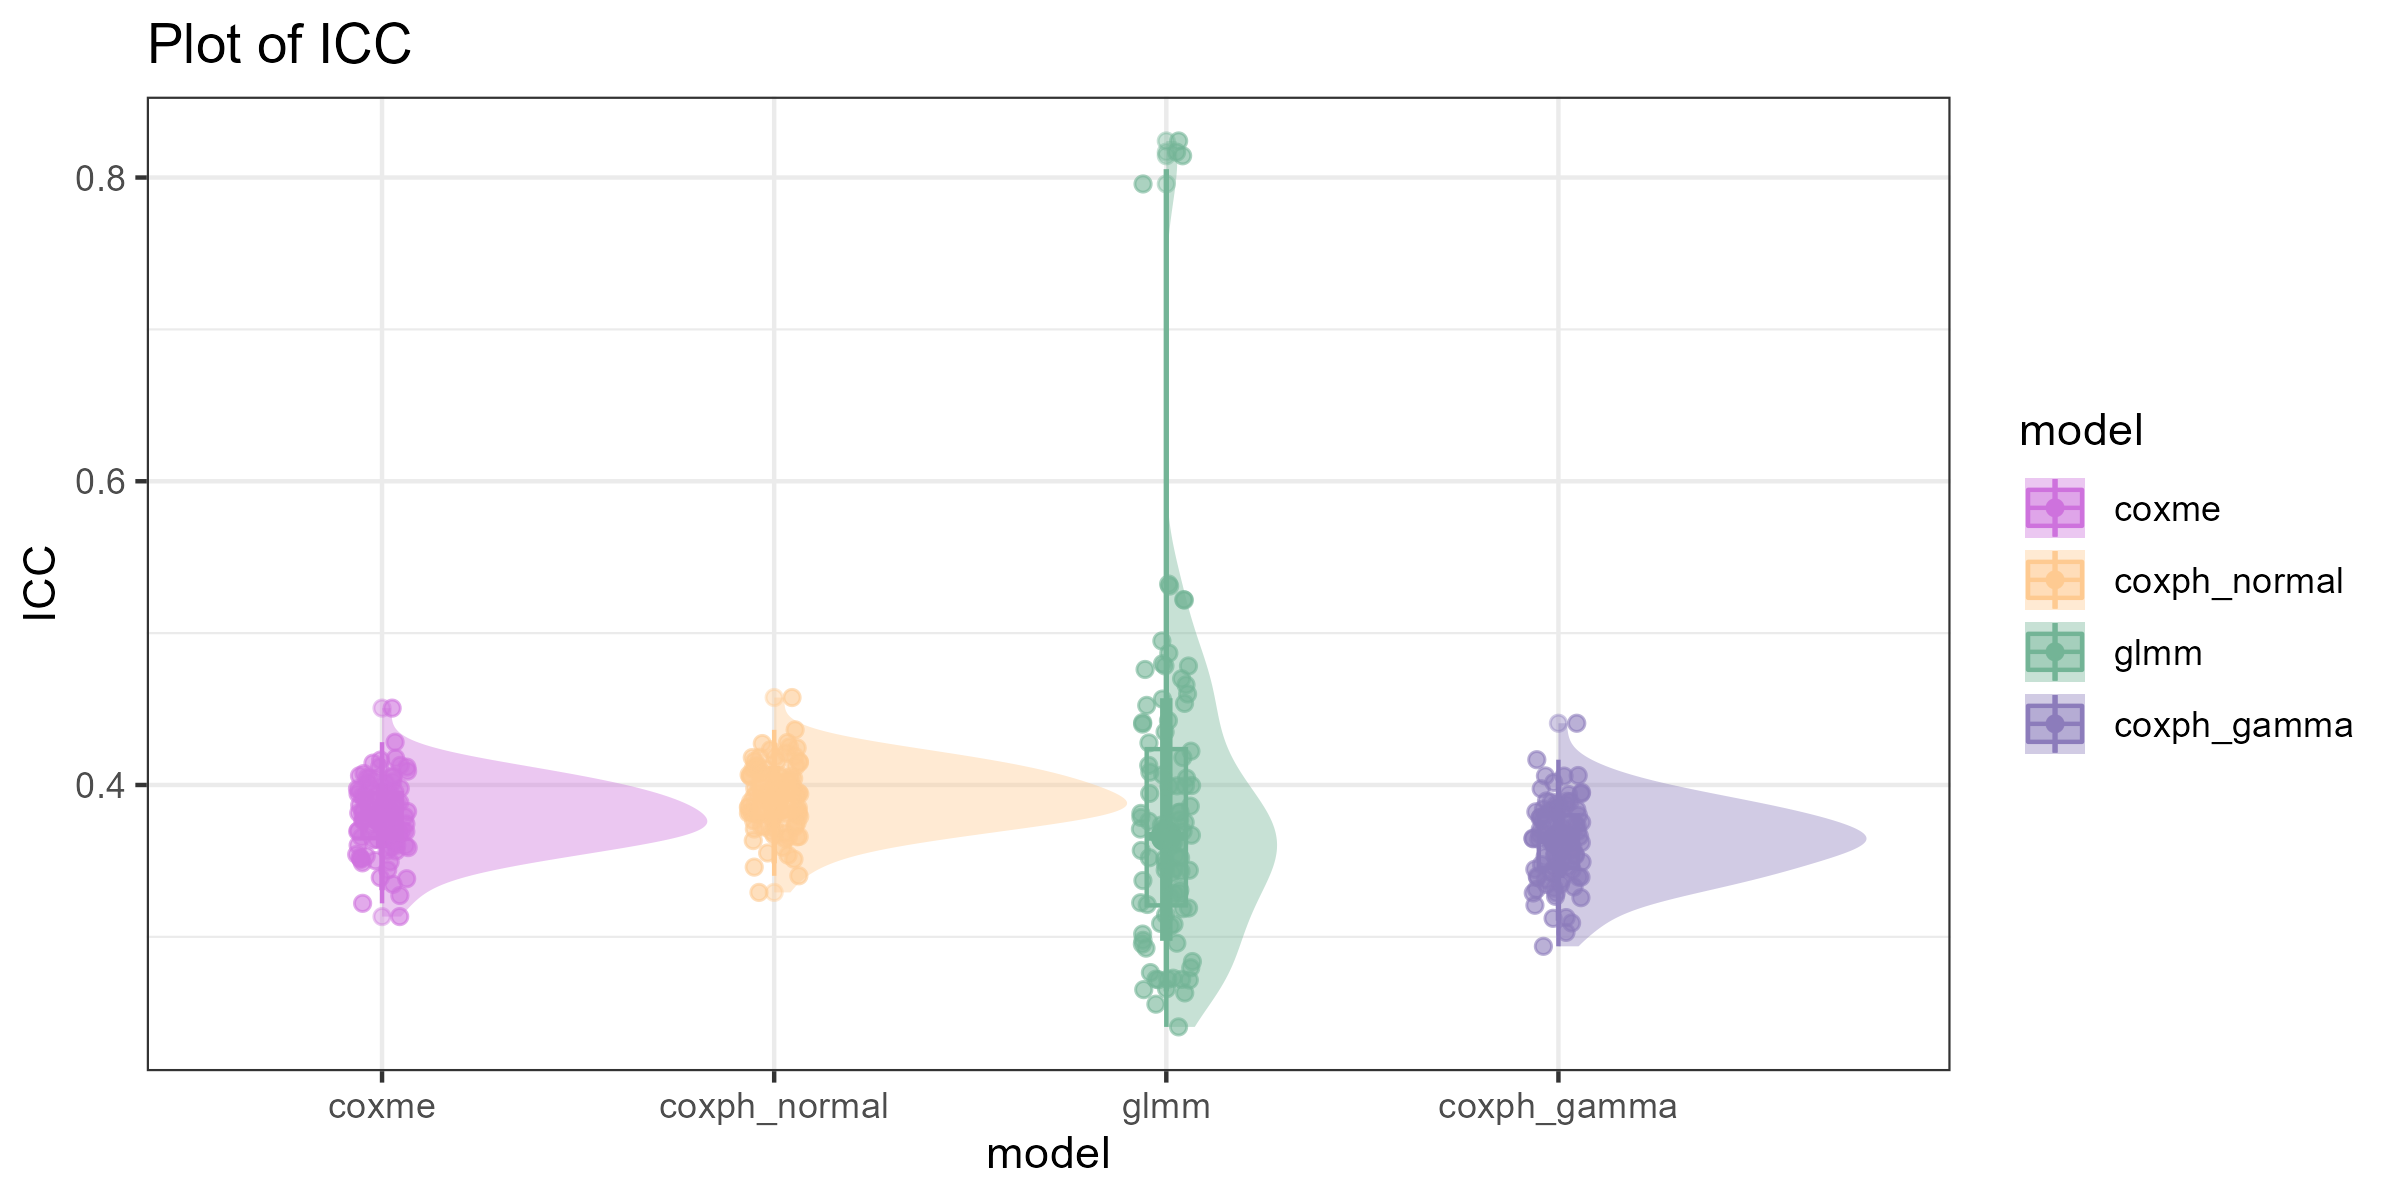 Plot of ICC
ICC
0.8
0.6
0.4
coxme
coxph_normal
glmm
coxph_gamma
model
model
coxme
coxph_normal
glmm
coxph_gamma